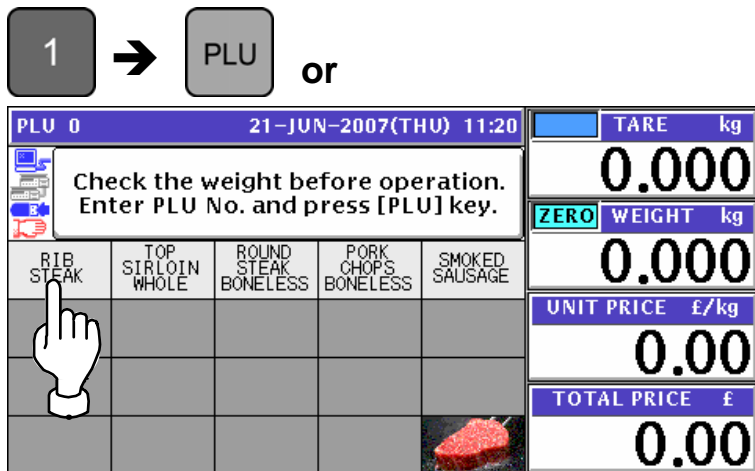 1 → PLU or
PLU 0 21-JUN-2007(THU) 11:20
Check the weight before operation.
Enter PLU No. and press [PLU] key.
RIB
STEAK
TOP
SIRLOIN
WHOLE
ROUND
STEAK
BONELESS
PORK
CHOPS
BONELESS
SMOKED
SAUSAGE
TARE kg
0.000
ZERO WEIGHT kg
0.000
UNIT PRICE £/kg
0.00
TOTAL PRICE £
0.00